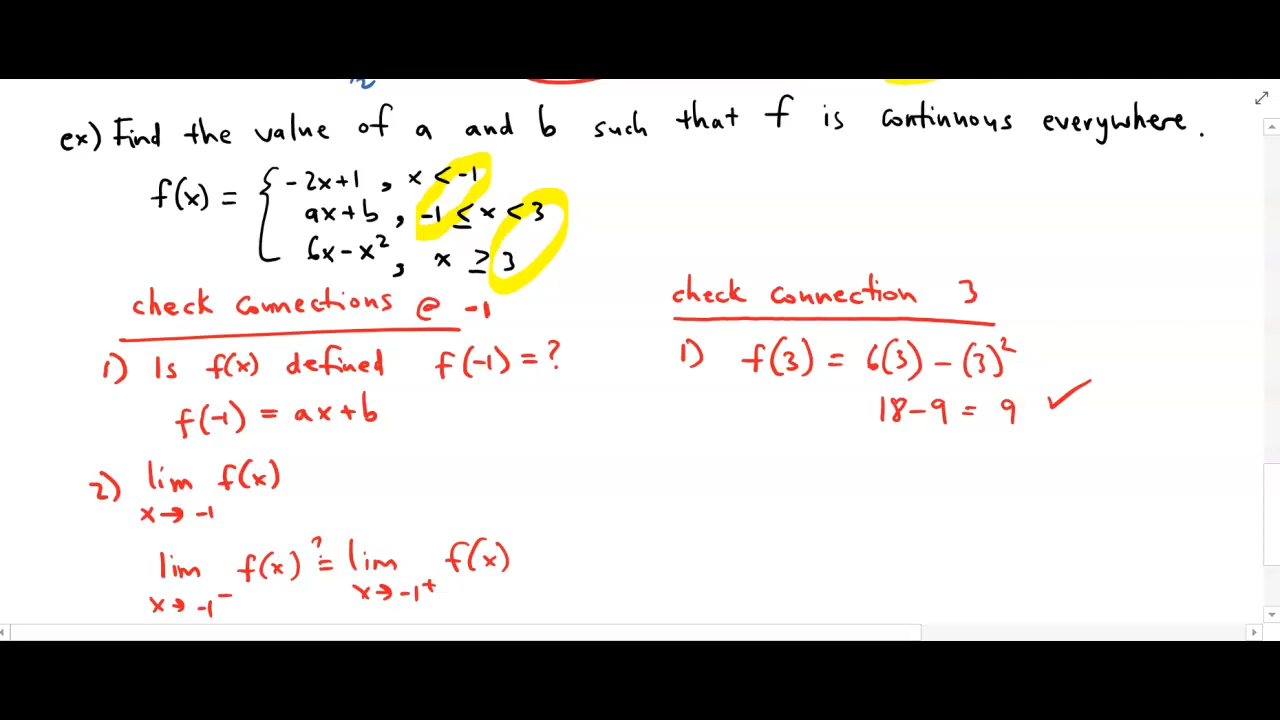 ex) Find the value of a and b such that f is continuous everywhere.
f(x) = { -2x+1 , x < -1
ax+b , -1 ≤ x < 3
6x-x², x ≥ 3
check connections @ -1
1) Is f(x) defined f(-1) = ?
f(-1) = ax+b
2) lim f(x)
x→ -1
lim f(x) ?= lim f(x)
x→ -1⁻ x→ -1⁺
check connection 3
1) f(3) = 6(3) - (3)²
18-9 = 9 ✓